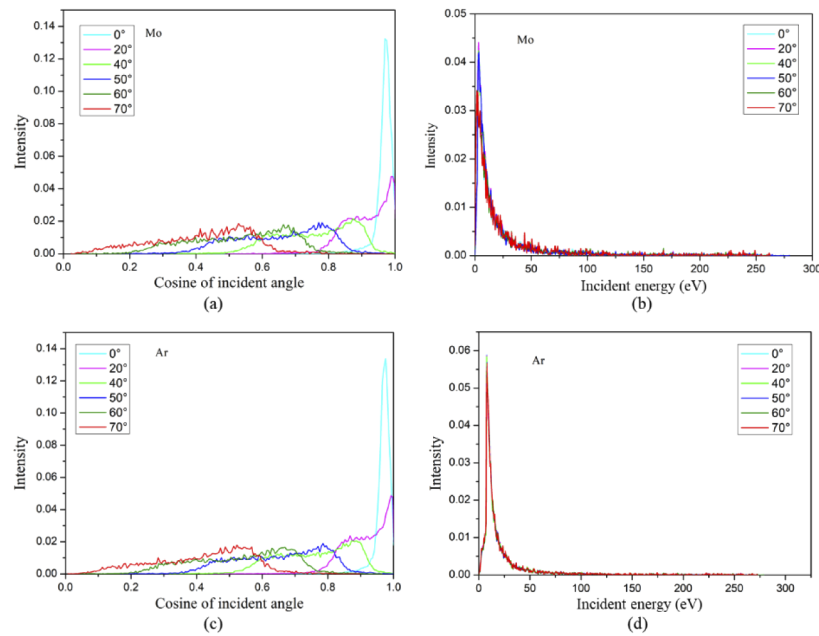 0.14
0.12
0.10
0.08
0.06
0.04
0.02
0.00
Intensity
0.0 0.2 0.4 0.6 0.8 1.0
Cosine of incident angle
Mo
0°
20°
40°
50°
60°
70°
(a)
0.05
0.04
0.03
0.02
0.01
0.00
Intensity
0 50 100 150 200 250 300
Incident energy (eV)
Mo
0°
20°
40°
50°
60°
70°
(b)
0.14
0.12
0.10
0.08
0.06
0.04
0.02
0.00
Intensity
0.0 0.2 0.4 0.6 0.8 1.0
Cosine of incident angle
Ar
0°
20°
40°
50°
60°
70°
(c)
0.06
0.05
0.04
0.03
0.02
0.01
0.00
Intensity
0 50 100 150 200 250 300
Incident energy (eV)
Ar
0°
20°
40°
50°
60°
70°
(d)